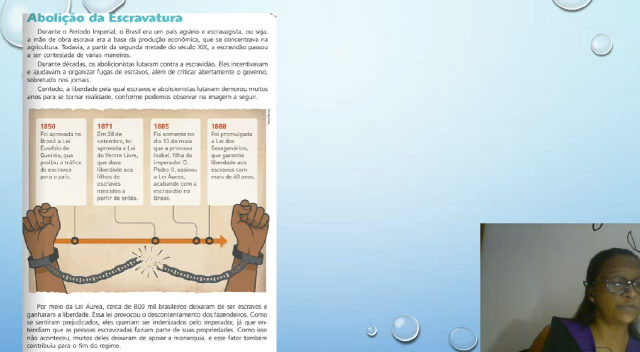 Abolição da Escravatura
Durante o Período Imperial, o Brasil era um país agrário e escravagista, ou seja,
a mão de obra escrava era a base da produção econômica, que se concentrava na
agricultura. Todavia, a partir da segunda metade do século XIX, a escravidão passou
a ser contestada de várias maneiras.
Durante décadas, os abolicionistas lutaram contra a escravidão. Eles incentivavam
e ajudavam a organizar fugas de escravos, além de criticar abertamente o governo,
sobretudo nos jornais.
Contudo, a liberdade pela qual escravos e abolicionistas lutavam demorou muitos
anos para se tornar realidade, conforme podemos observar na imagem a seguir.
1850
Foi aprovada no
Brasil a Lei
Eusébio de
Queirós, que
proibiu o tráfico
de escravos
para o país.
1871
Em 28 de
setembro, foi
aprovada a Lei
do Ventre Livre,
que dava
liberdade aos
filhos de
escravos
nascidos a
partir de então.
1885
Foi somente no
dia 13 de maio
que a princesa
Isabel, filha do
imperador D.
Pedro II, assinou
a Lei Áurea,
acabando com a
escravidão no
Brasil.
1888
Foi promulgada
a Lei dos
Sexagenários,
que garantia
liberdade aos
escravos com
mais de 60 anos.
Por meio da Lei Áurea, cerca de 800 mil brasileiros deixaram de ser escravos e
ganharam a liberdade. Essa lei provocou o descontentamento dos fazendeiros. Como
se sentiram prejudicados, eles queriam ser indenizados pelo imperador, já que en-
tendiam que as pessoas escravizadas faziam parte de suas propriedades. Como isso
não aconteceu, muitos deles deixaram de apoiar a monarquia, e esse fator também
contribuiu para o fim do regime.